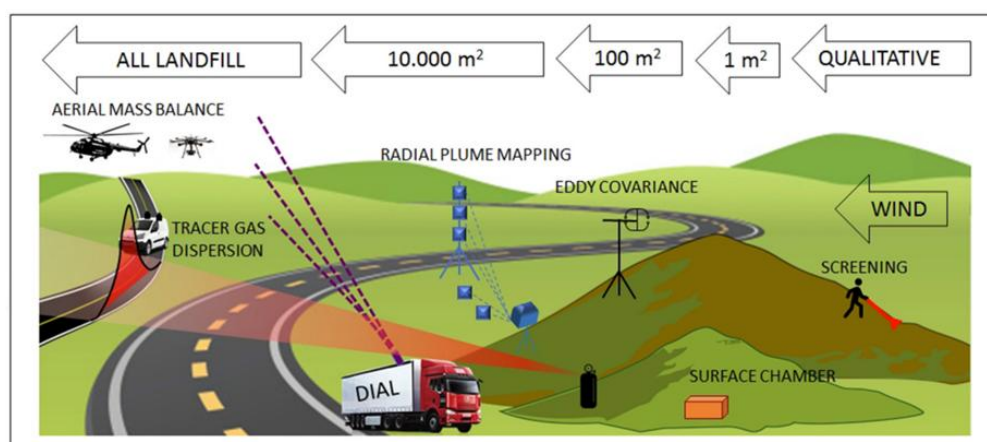 ALL LANDFILL
10.000 m²
100 m²
1 m²
QUALITATIVE
AERIAL MASS BALANCE
RADIAL PLUME MAPPING
EDDY COVARIANCE
WIND
TRACER GAS
DISPERSION
SCREENING
DIAL
SURFACE CHAMBER